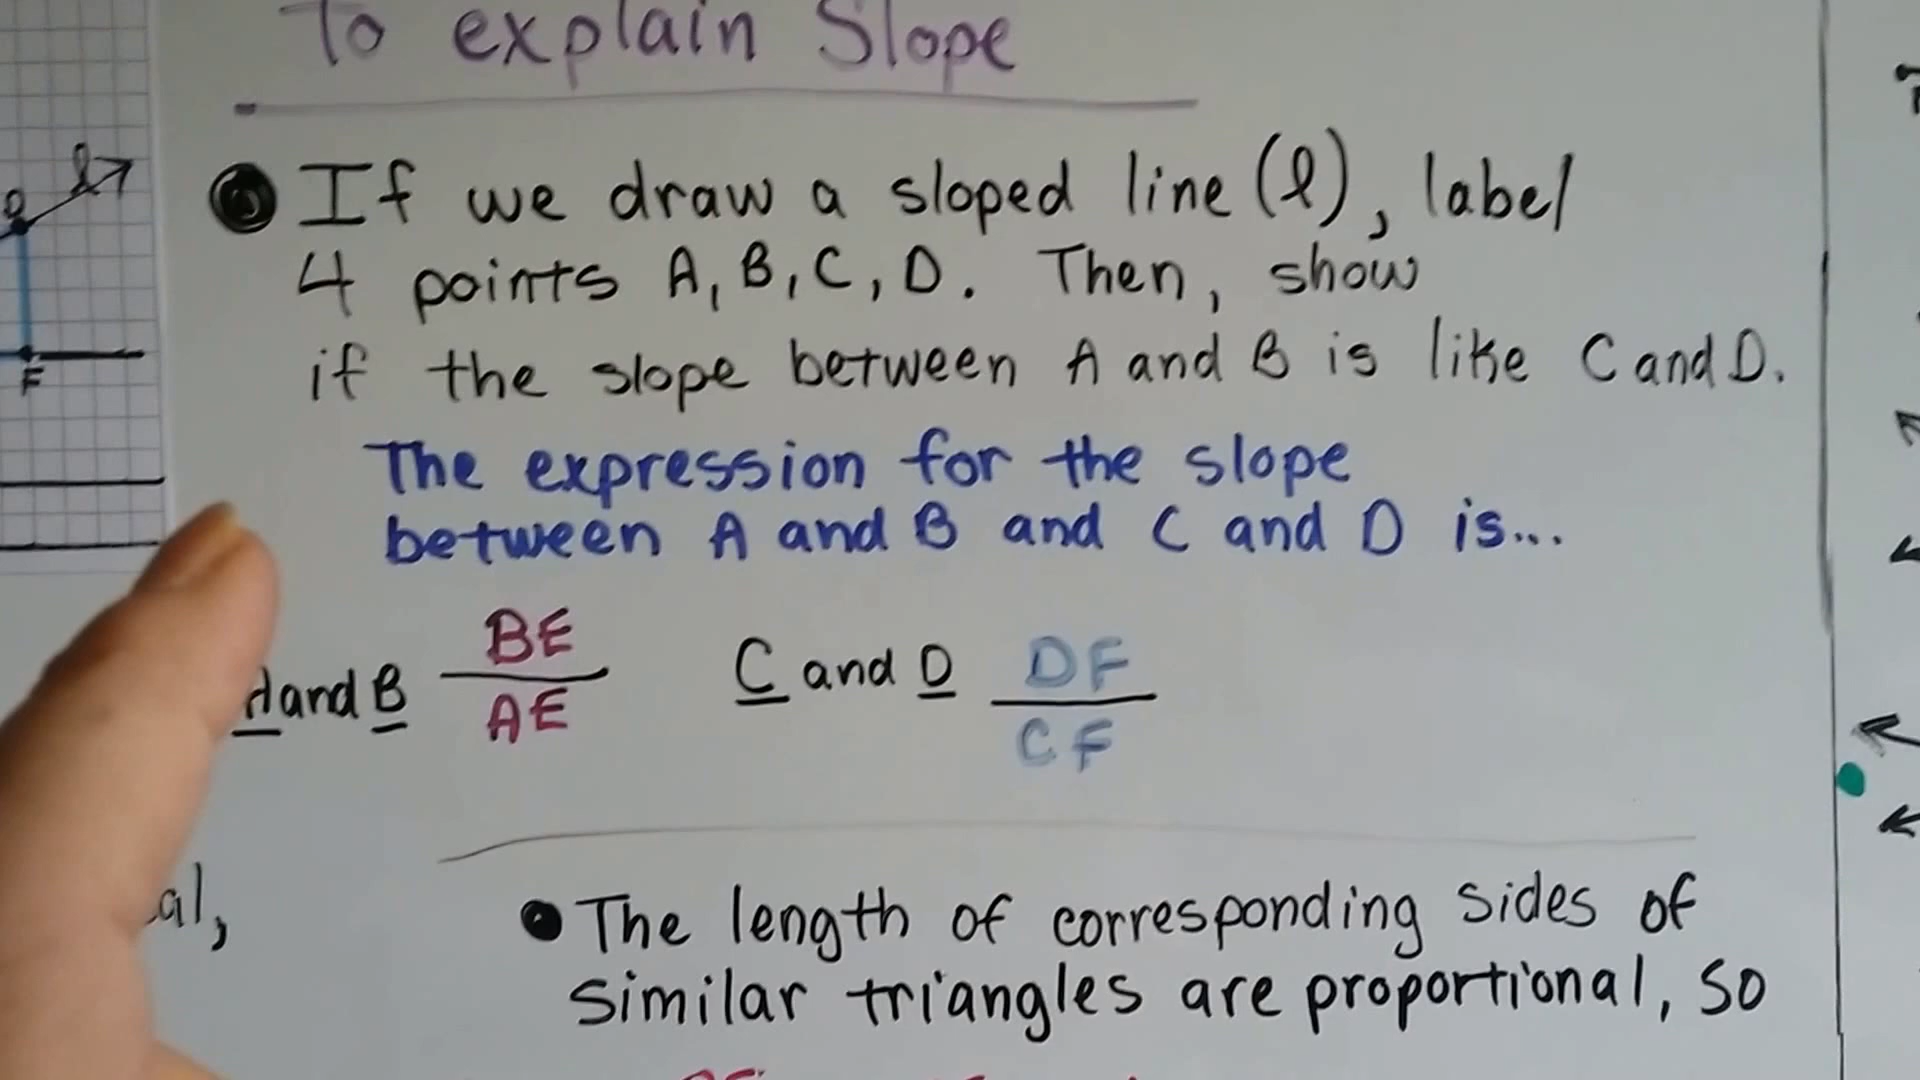 To explain Slope
If we draw a sloped line (l), label
4 points A, B, C, D. Then, show
if the slope between A and B is like C and D.
The expression for the slope
between A and B and C and D is...
A and B BE/AE C and D DF/CF
The length of corresponding sides of
similar triangles are proportional, so
l
D
F
al,